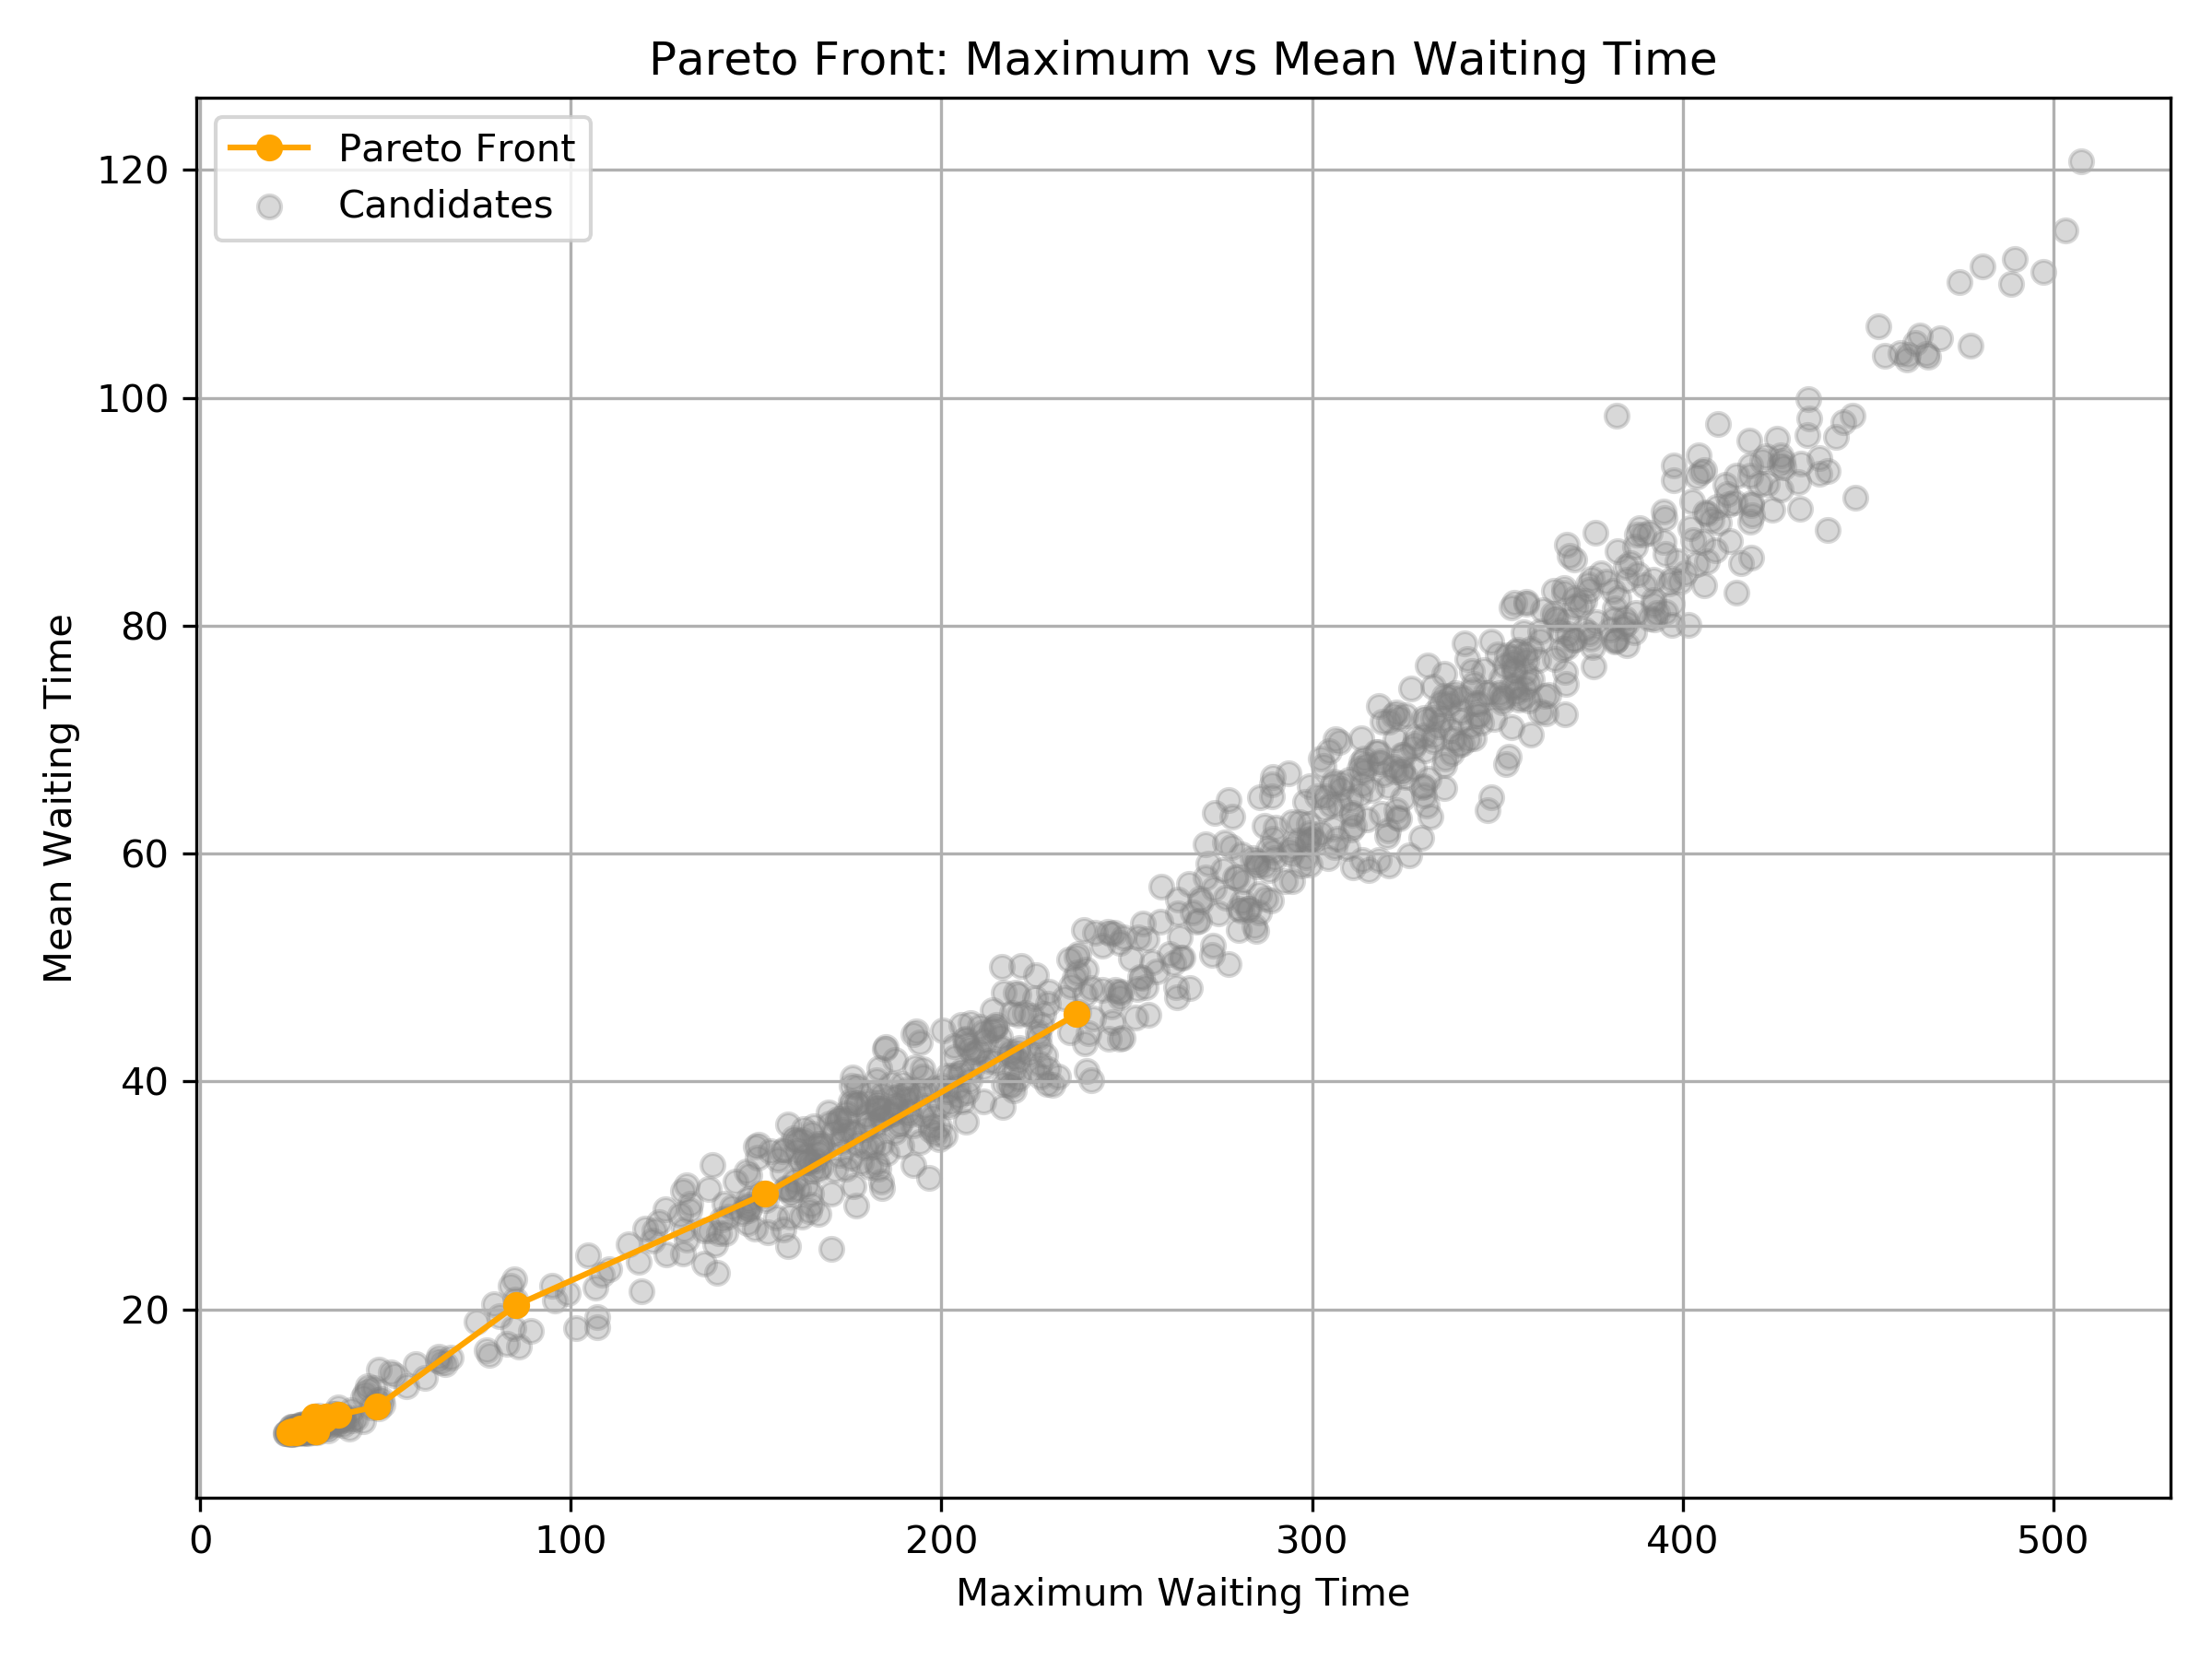 Pareto Front: Maximum vs Mean Waiting Time
Pareto Front
Candidates
120
100
80
60
40
20
Mean Waiting Time
0 100 200 300 400 500
Maximum Waiting Time